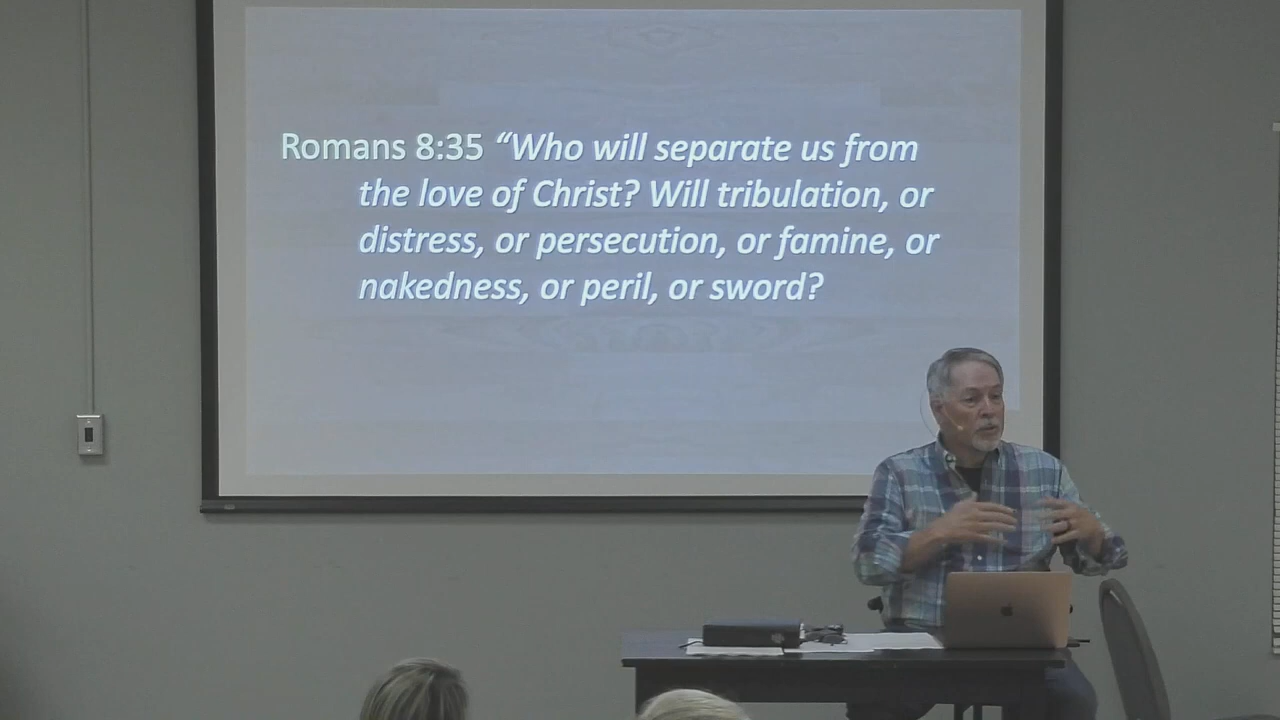 Romans 8:35 “Who will separate us from
the love of Christ? Will tribulation, or
distress, or persecution, or famine, or
nakedness, or peril, or sword?